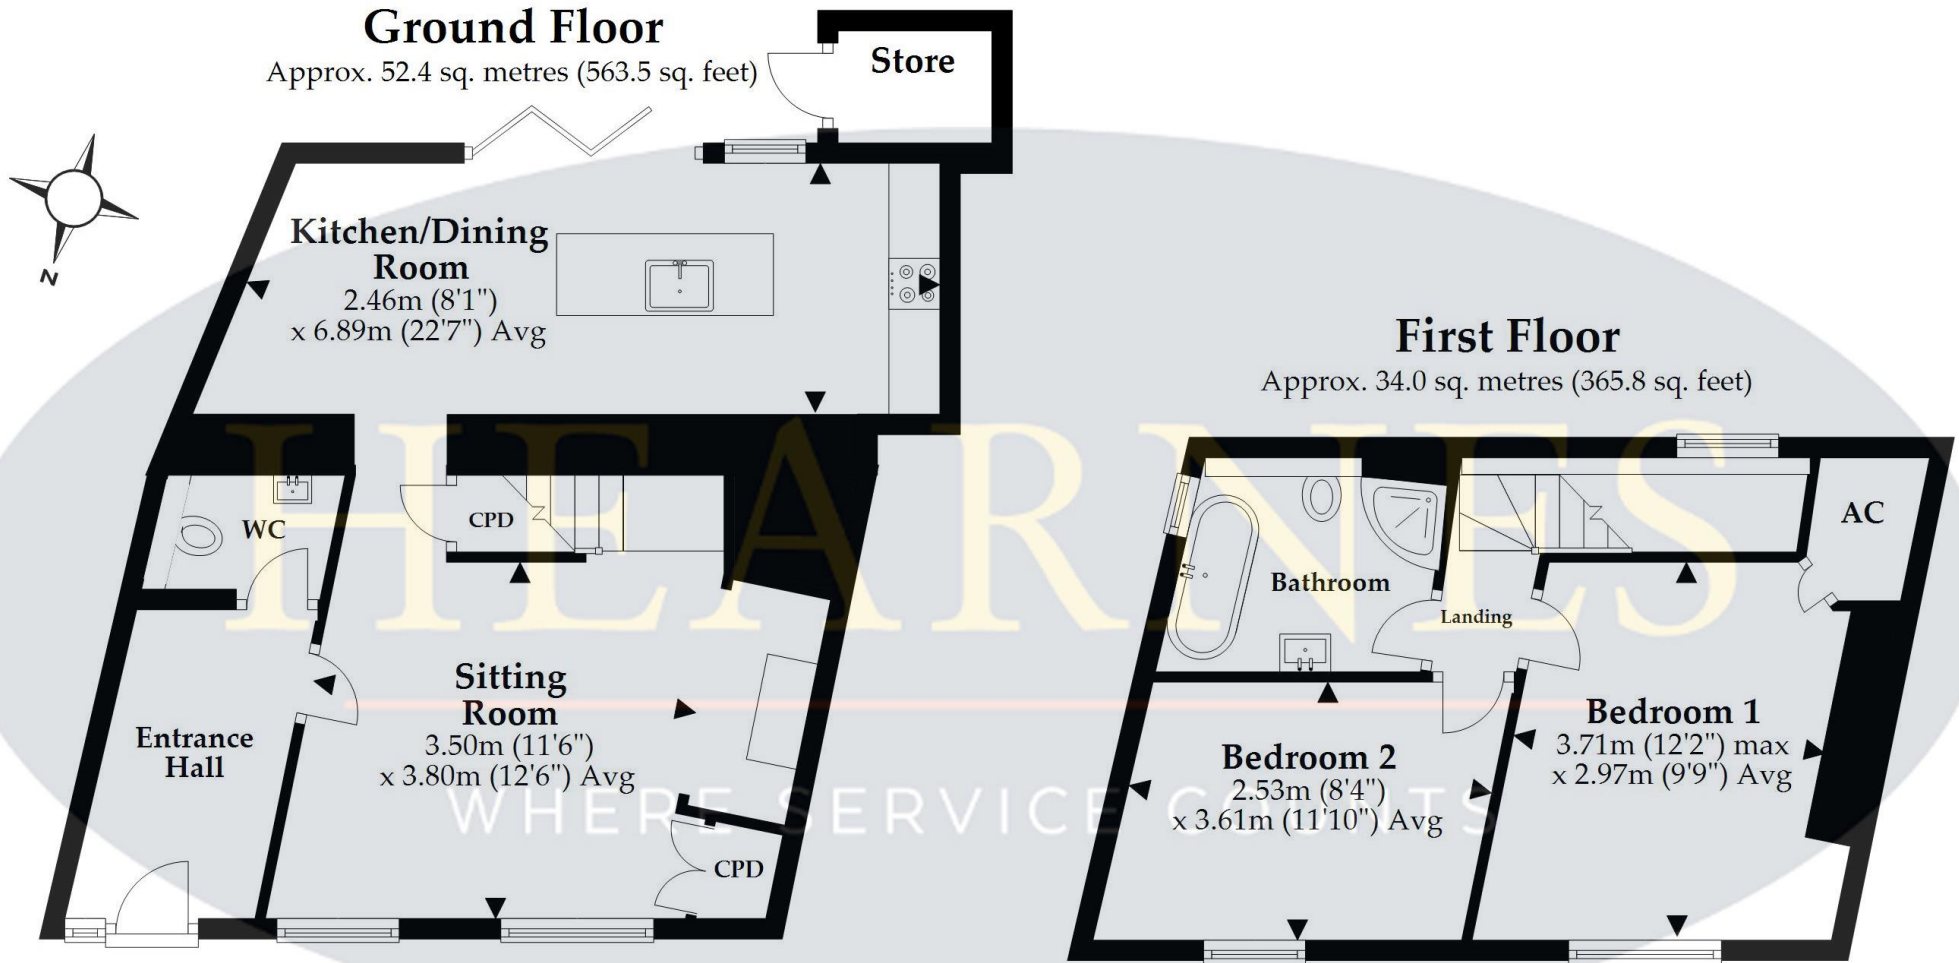 Ground Floor
Approx. 52.4 sq. metres (563.5 sq. feet)
Store
N
Kitchen/Dining
Room
2.46m (8'1")
x 6.89m (22'7") Avg
WC
CPD
Sitting
Room
3.50m (11'6")
x 3.80m (12'6") Avg
Entrance
Hall
CPD
First Floor
Approx. 34.0 sq. metres (365.8 sq. feet)
AC
Bathroom
Landing
Bedroom 1
3.71m (12'2") max
x 2.97m (9'9") Avg
Bedroom 2
2.53m (8'4")
x 3.61m (11'10") Avg
HEARNES
WHERE SERVICE COUNTS